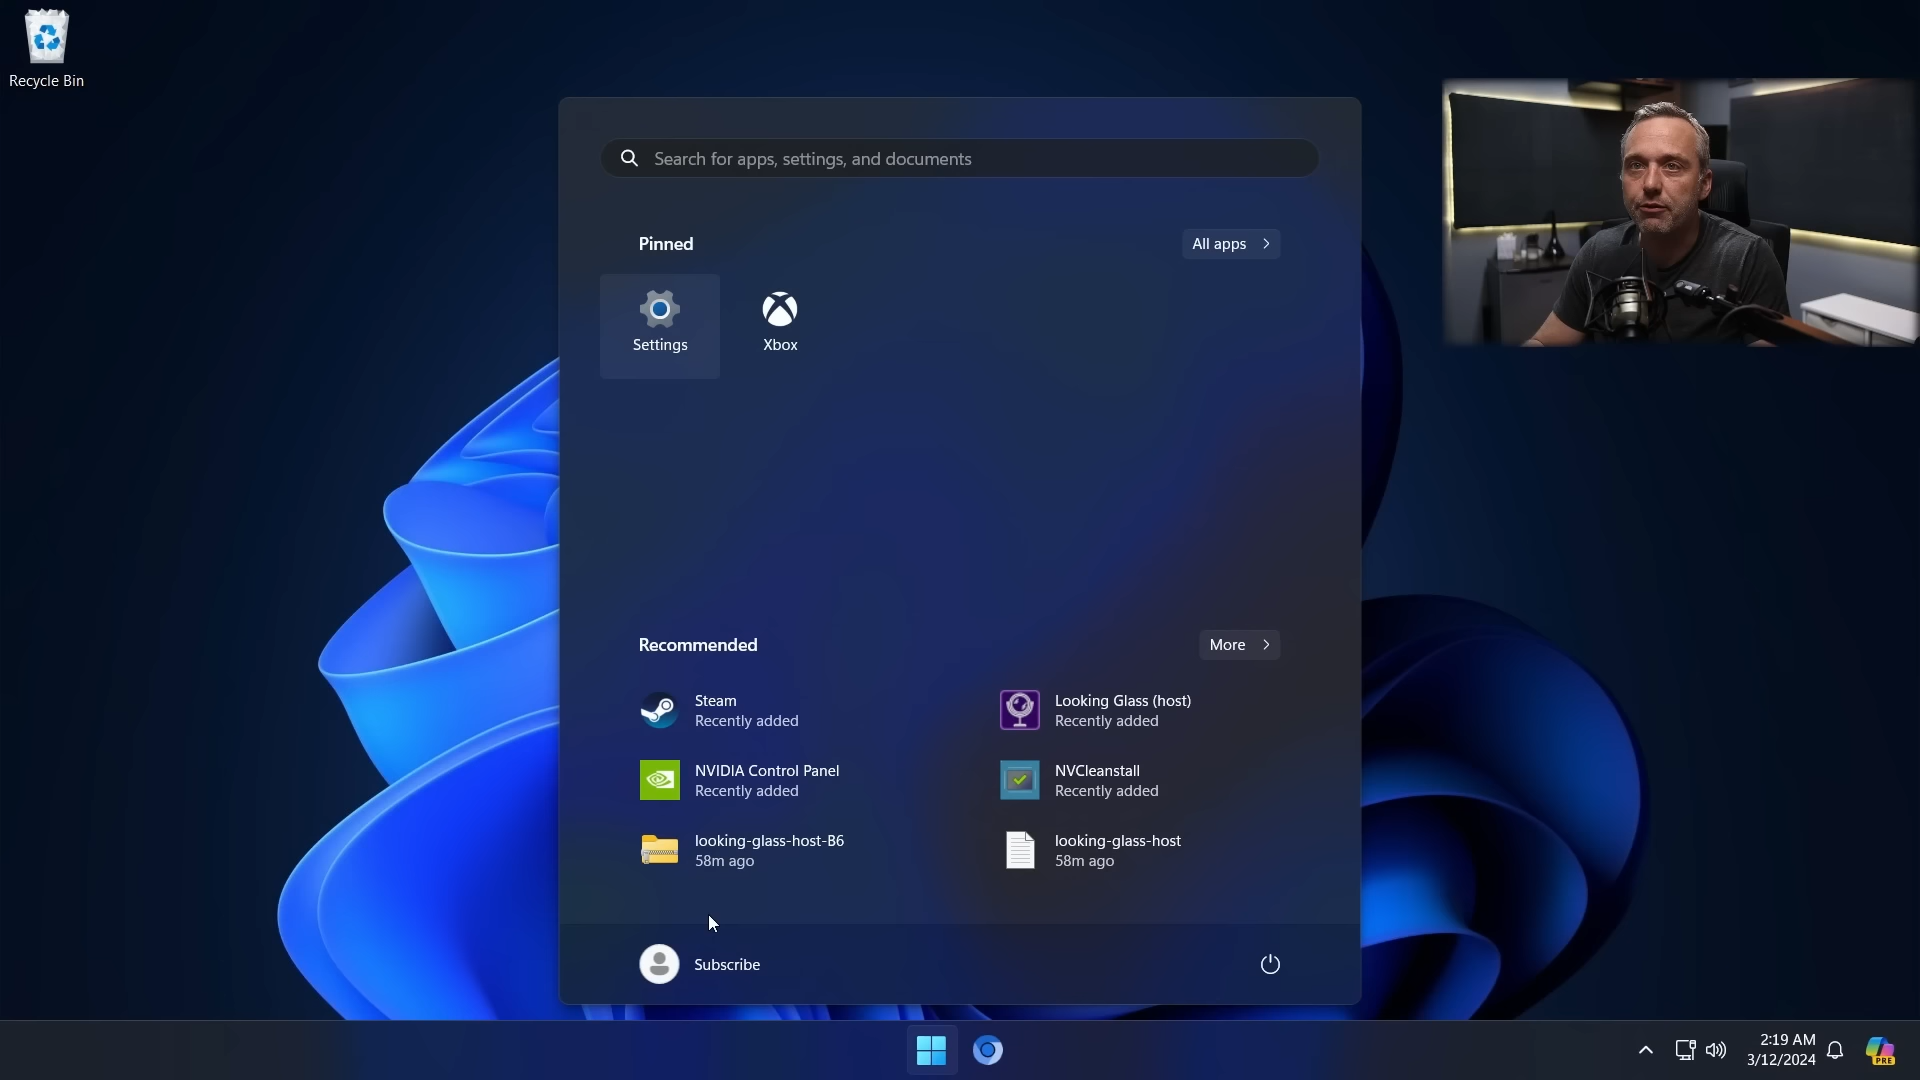 Recycle Bin
Search for apps, settings, and documents
Pinned
All apps
Settings
Xbox
Recommended
More
Steam
Recently added
Looking Glass (host)
Recently added
NVIDIA Control Panel
Recently added
NVCleanstall
Recently added
looking-glass-host-B6
58m ago
looking-glass-host
58m ago
Subscribe
2:19 AM
3/12/2024
PRE